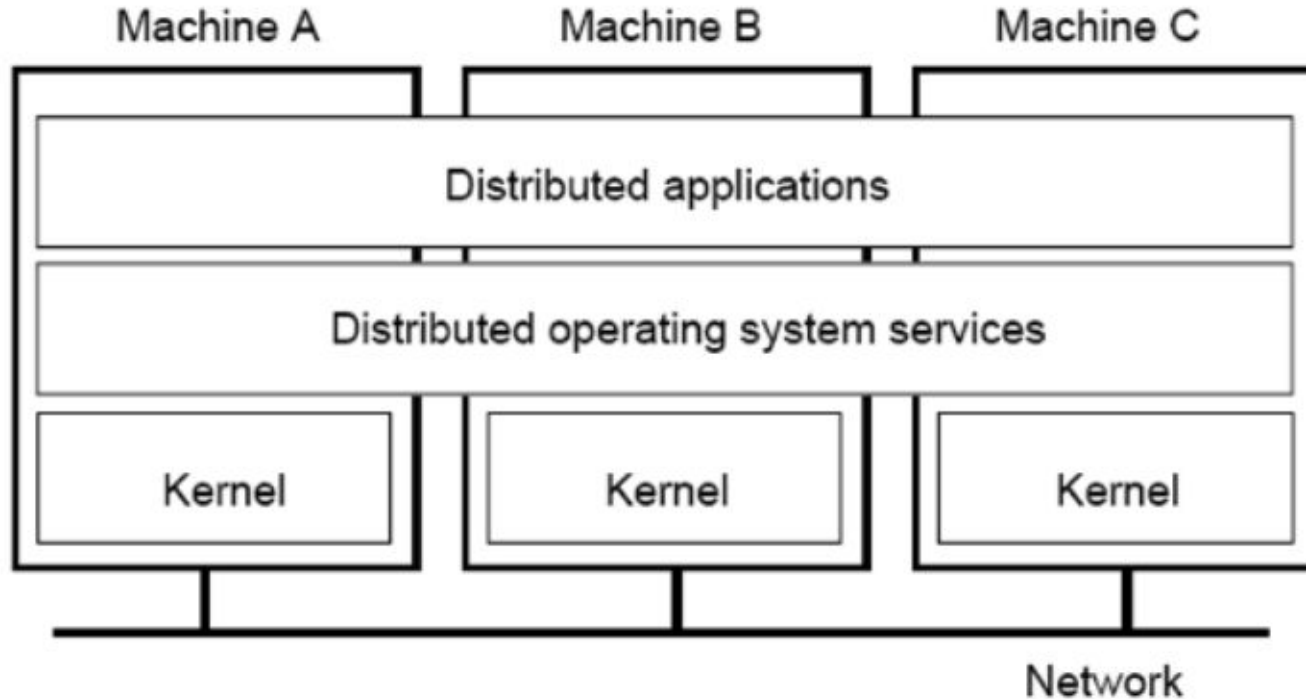 Machine A
Machine B
Machine C
Distributed applications
Distributed operating system services
Kernel
Kernel
Kernel
Network